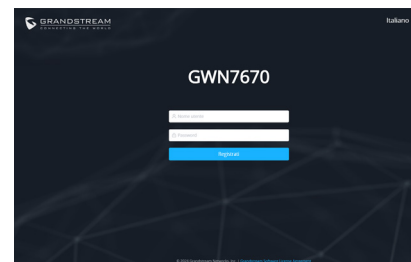 GRANDSTREAM
CONNECTING THE WORLD
Italiano
GWN7670
Nome utente
Password
Registrati